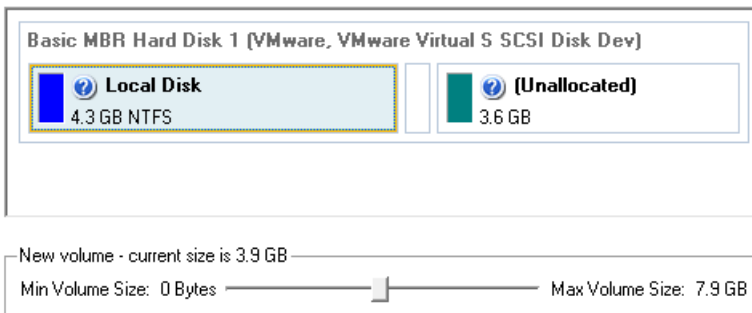 Basic MBR Hard Disk 1 (VMware, VMware Virtual S SCSI Disk Dev)
Local Disk
4.3 GB NTFS
(Unallocated)
3.6 GB
New volume - current size is 3.9 GB
Min Volume Size: 0 Bytes Max Volume Size: 7.9 GB